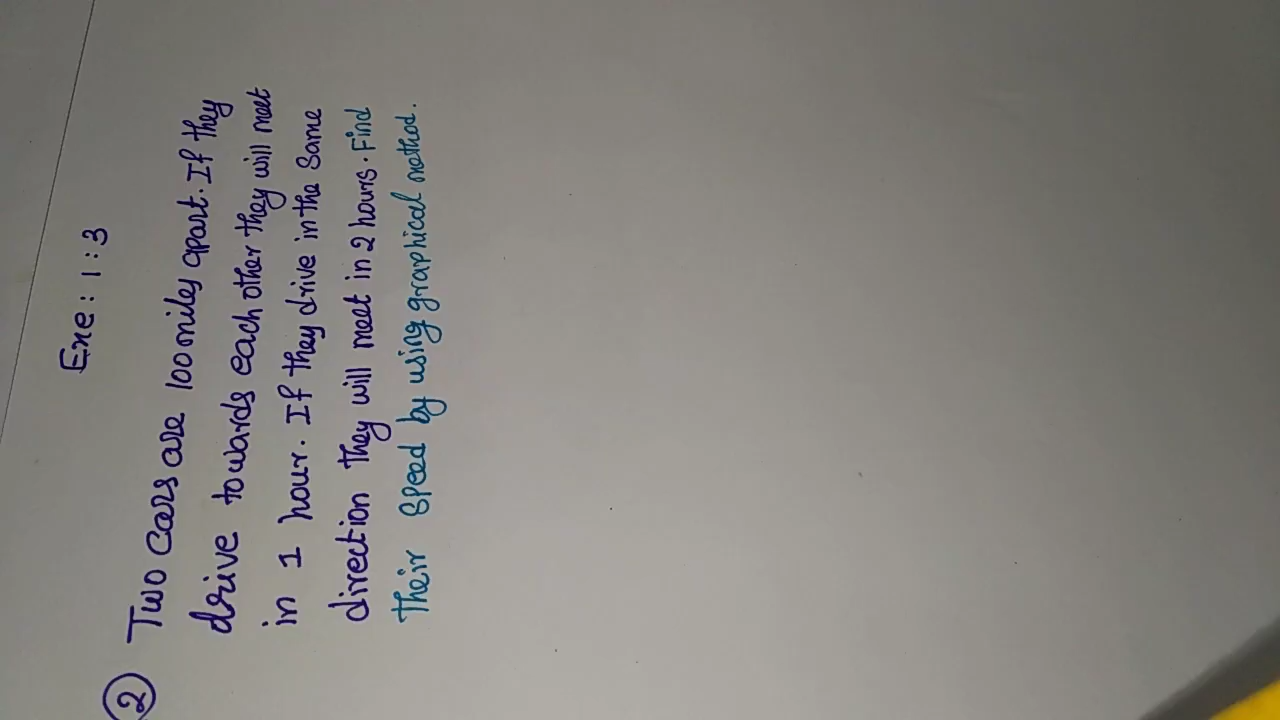 Exe : 1 : 3
② Two cars are 100 miles apart. If they
drive towards each other they will meet
in 1 hour. If they drive in the same
direction they will meet in 2 hours. Find
Their speed by using graphical method.